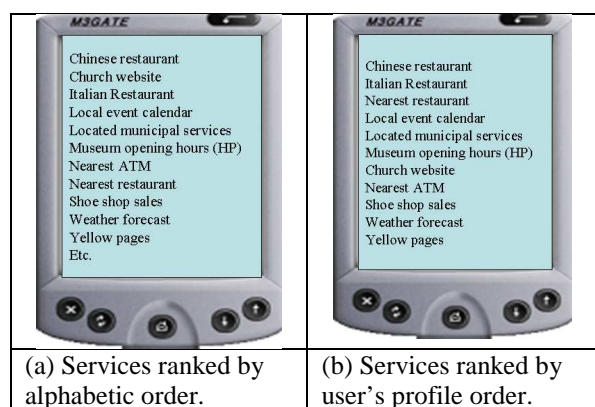 M3GATE
Chinese restaurant
Church website
Italian Restaurant
Local event calendar
Located municipal services
Museum opening hours (HP)
Nearest ATM
Nearest restaurant
Shoe shop sales
Weather forecast
Yellow pages
Etc.
(a) Services ranked by
alphabetic order.
M3GATE
Chinese restaurant
Italian Restaurant
Nearest restaurant
Local event calendar
Located municipal services
Museum opening hours (HP)
Church website
Nearest ATM
Shoe shop sales
Weather forecast
Yellow pages
(b) Services ranked by
user's profile order.